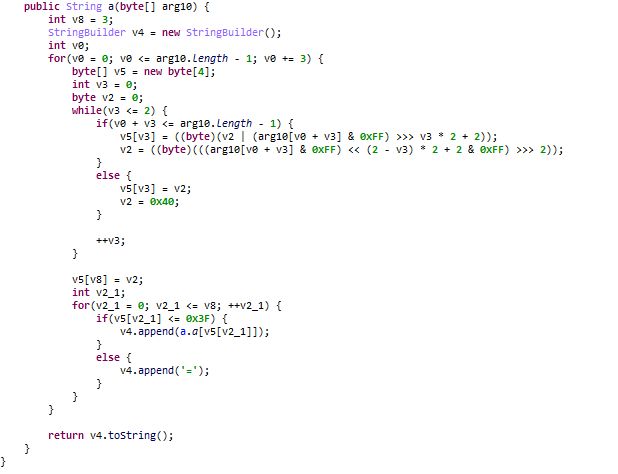 public String a(byte[] arg10) {
int v8 = 3;
StringBuilder v4 = new StringBuilder();
int v0;
for(v0 = 0; v0 <= arg10.length - 1; v0 += 3) {
byte[] v5 = new byte[4];
int v3 = 0;
byte v2 = 0;
while(v3 <= 2) {
if(v0 + v3 <= arg10.length - 1) {
v5[v3] = ((byte)(v2 | (arg10[v0 + v3] & 0xFF) >>> v3 * 2 + 2));
v2 = ((byte)(((arg10[v0 + v3] & 0xFF) << (2 - v3) * 2 + 2 & 0xFF) >>> 2));
}
else {
v5[v3] = v2;
v2 = 0x40;
}
++v3;
}
v5[v8] = v2;
int v2_1;
for(v2_1 = 0; v2_1 <= v8; ++v2_1) {
if(v5[v2_1] <= 0x3F) {
v4.append(a.a[v5[v2_1]]);
}
else {
v4.append('=');
}
}
}
return v4.toString();
}
}